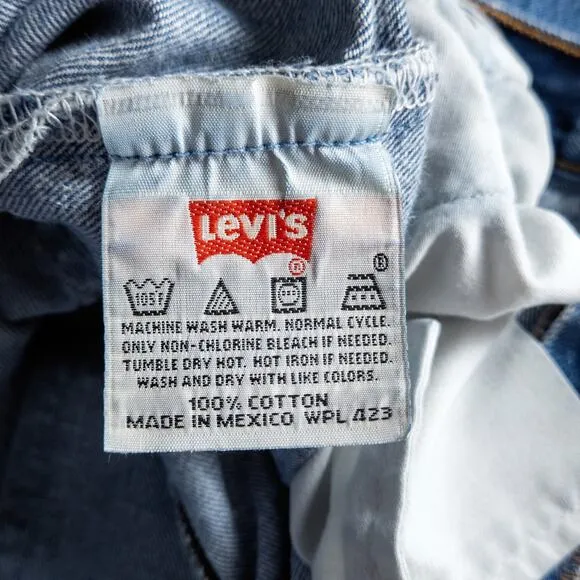 LEVI'S
®
®
105°
MACHINE WASH WARM. NORMAL CYCLE.
ONLY NON-CHLORINE BLEACH IF NEEDED.
TUMBLE DRY HOT. HOT IRON IF NEEDED.
WASH AND DRY WITH LIKE COLORS.
100% COTTON
MADE IN MEXICO WPL 423